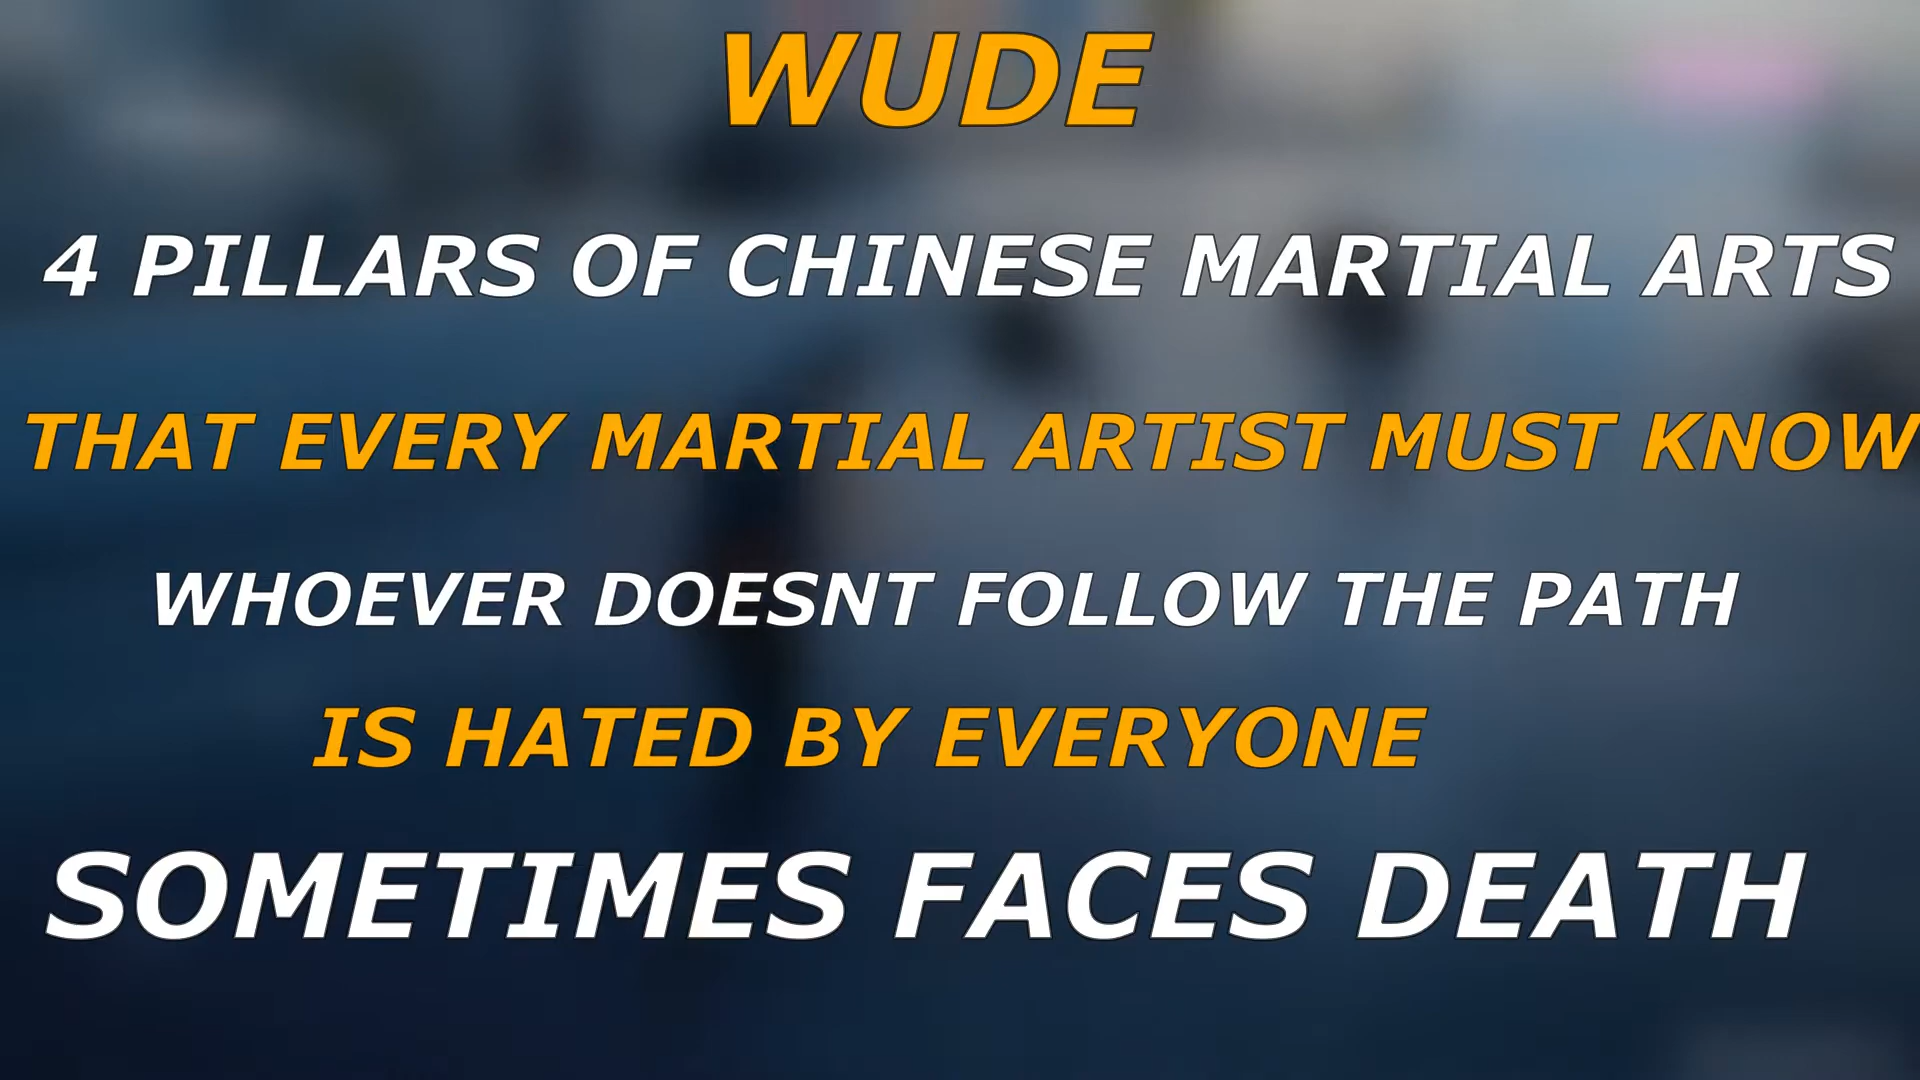 WUDE
4 PILLARS OF CHINESE MARTIAL ARTS
THAT EVERY MARTIAL ARTIST MUST KNOW
WHOEVER DOESNT FOLLOW THE PATH
IS HATED BY EVERYONE
SOMETIMES FACES DEATH